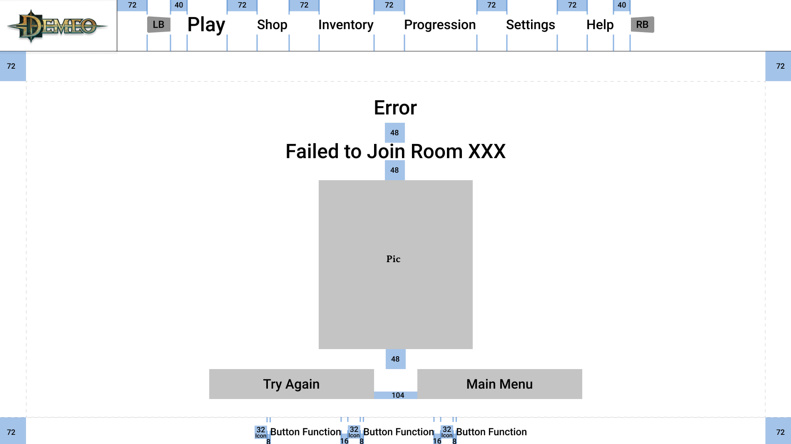 72 40 72 72 72 72 72 40
DEMEO LB Play Shop Inventory Progression Settings Help RB
72 72
Error
48
Failed to Join Room XXX
48
Pic
48
Try Again Main Menu
104
72 32 Icon 8 Button Function 16 32 Icon 8 Button Function 16 32 Icon 8 Button Function 72